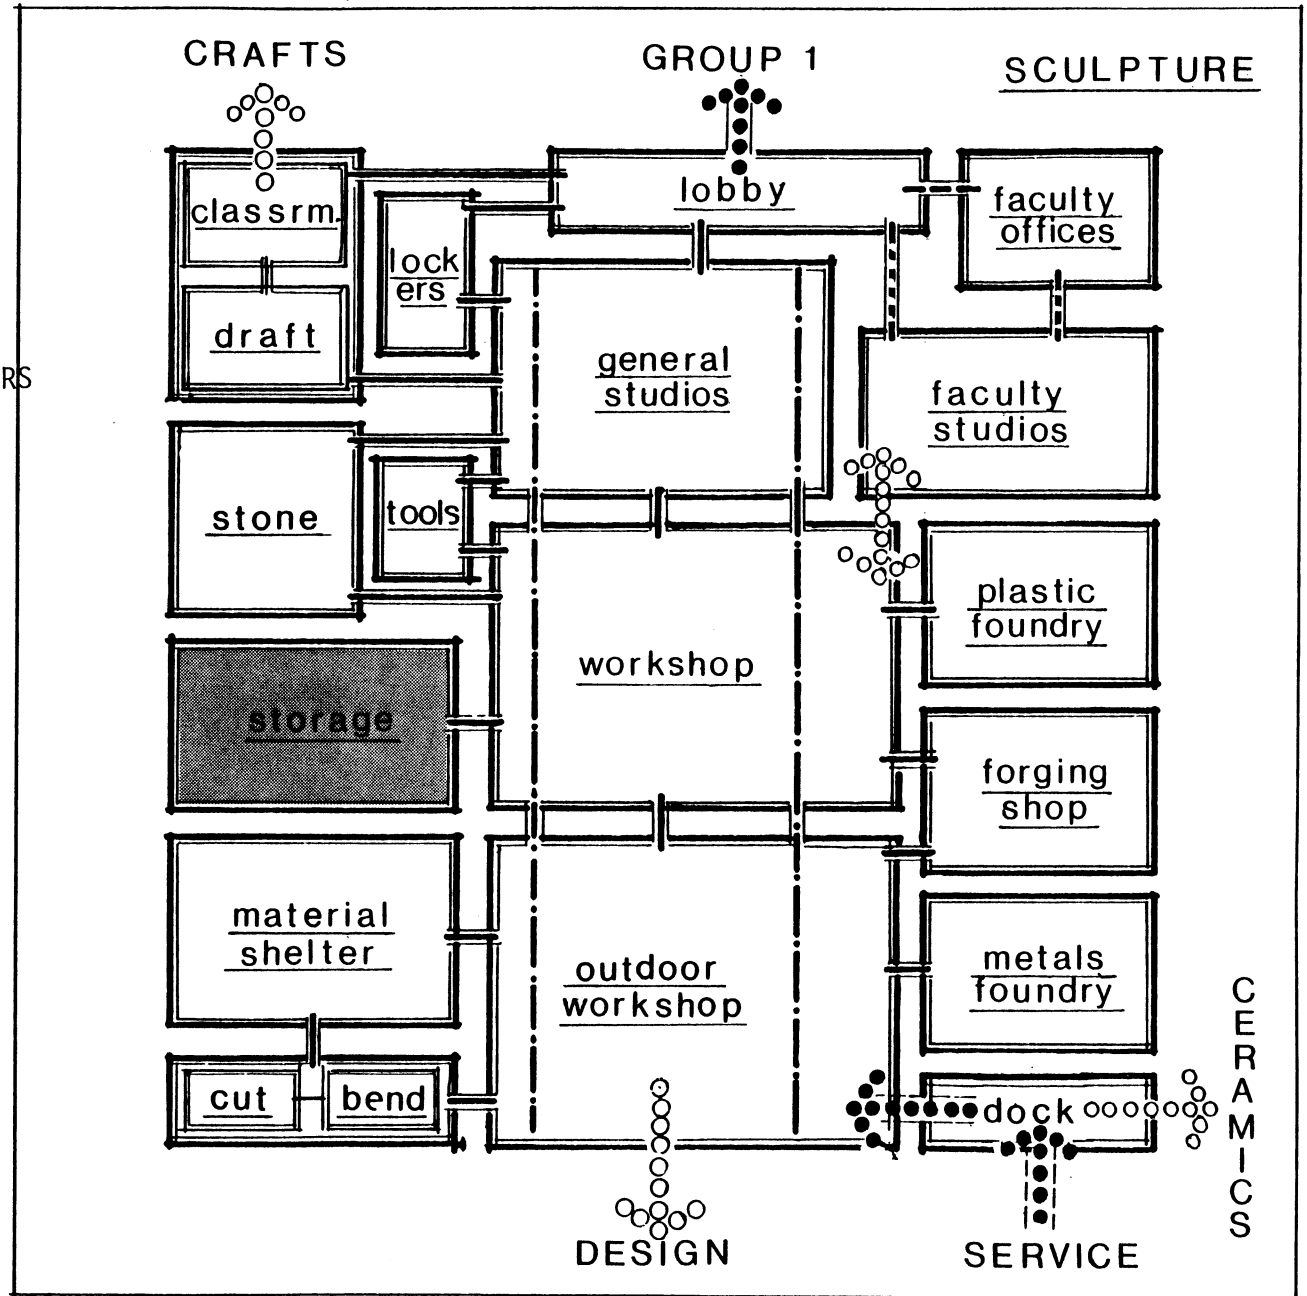 CRAFTS
GROUP 1
SCULPTURE
classrm.
lobby
faculty
offices
lock
ers
draft
general
studios
faculty
studios
RS
stone
tools
plastic
foundry
workshop
storage
forging
shop
material
shelter
outdoor
workshop
metals
foundry
cut
bend
dock
CERAMICS
DESIGN
SERVICE